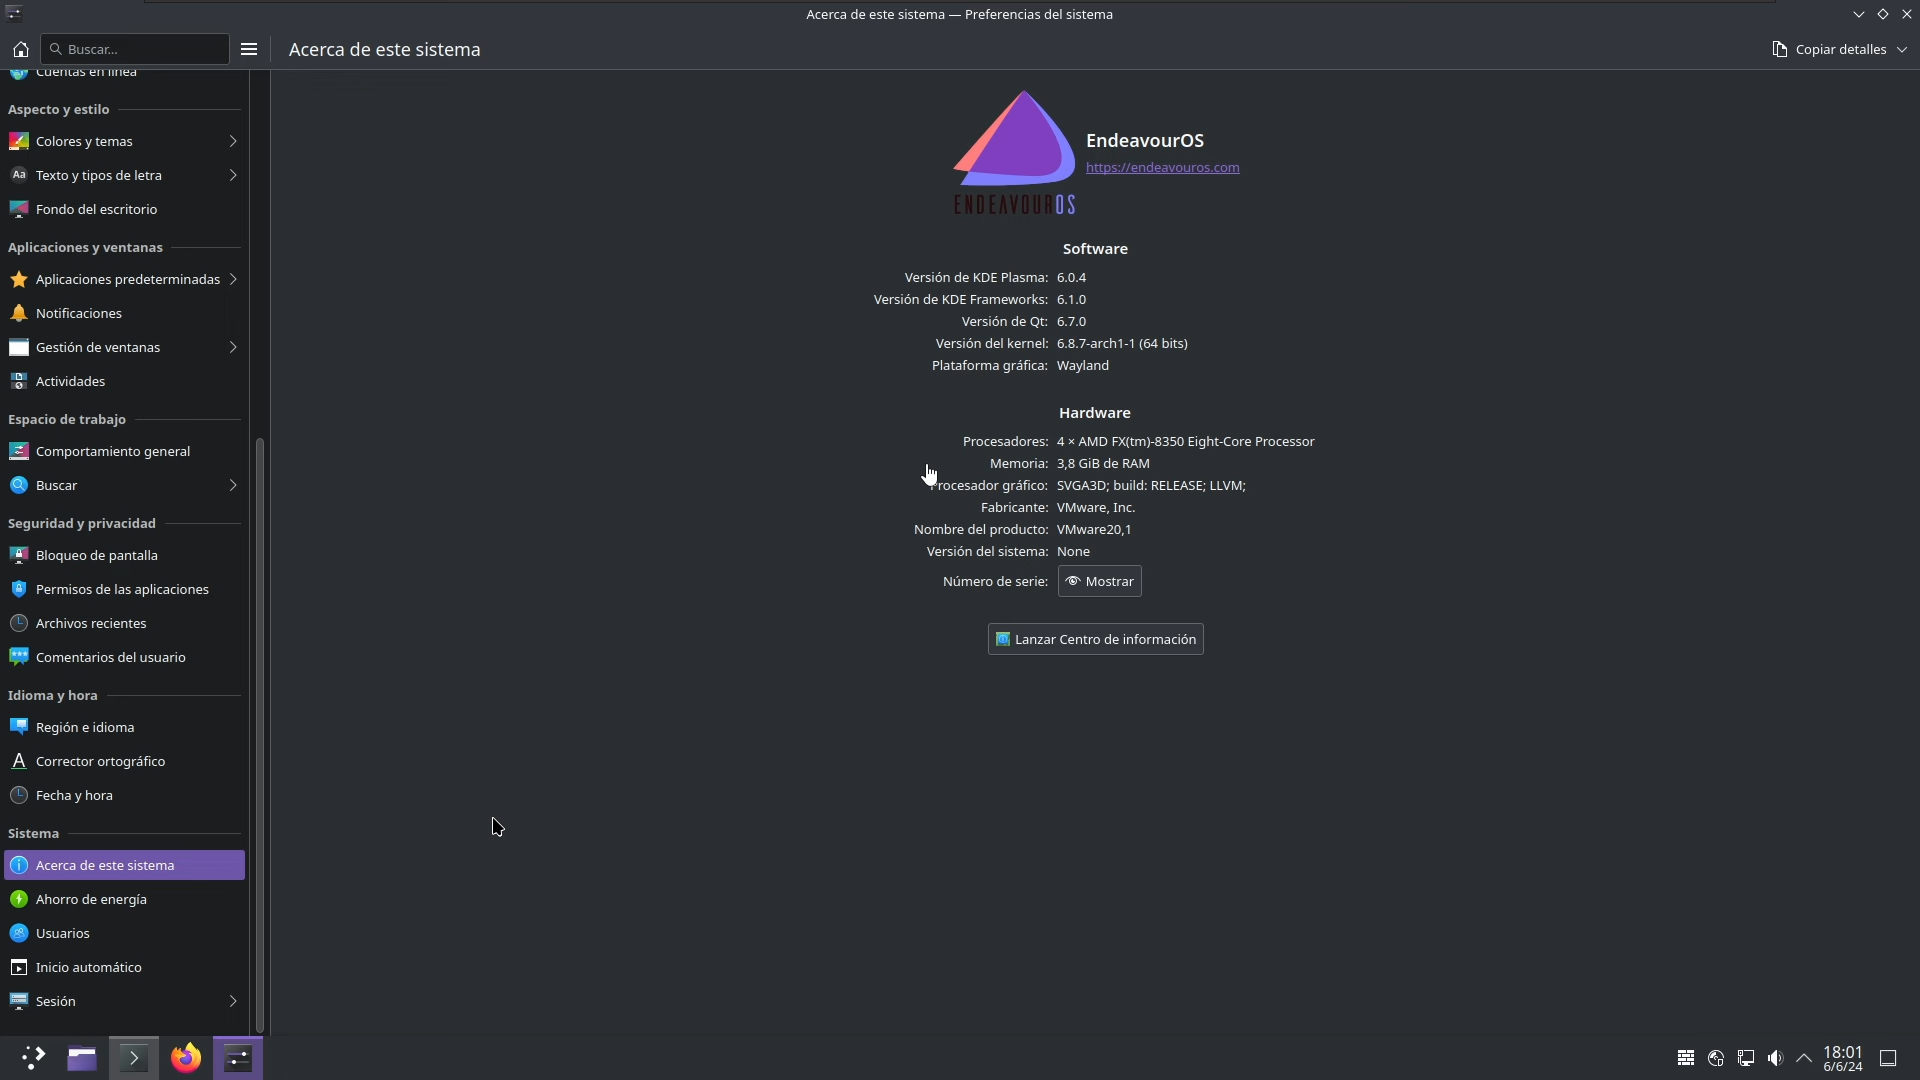 Acerca de este sistema — Preferencias del sistema
Buscar...
Acerca de este sistema
Copiar detalles
Cuentas en línea
Aspecto y estilo
Colores y temas
Aa
Texto y tipos de letra
Fondo del escritorio
Aplicaciones y ventanas
Aplicaciones predeterminadas
Notificaciones
Gestión de ventanas
Actividades
Espacio de trabajo
Comportamiento general
Buscar
Seguridad y privacidad
Bloqueo de pantalla
Permisos de las aplicaciones
Archivos recientes
Comentarios del usuario
Idioma y hora
Región e idioma
A
Corrector ortográfico
Fecha y hora
Sistema
Acerca de este sistema
Ahorro de energía
Usuarios
Inicio automático
Sesión
ENDEAVOUROS
EndeavourOS
https://endeavouros.com
Software
Versión de KDE Plasma: 6.0.4
Versión de KDE Frameworks: 6.1.0
Versión de Qt: 6.7.0
Versión del kernel: 6.8.7-arch1-1 (64 bits)
Plataforma gráfica: Wayland
Hardware
Procesadores: 4 × AMD FX(tm)-8350 Eight-Core Processor
Memoria: 3,8 GiB de RAM
Procesador gráfico: SVGA3D; build: RELEASE; LLVM;
Fabricante: VMware, Inc.
Nombre del producto: VMware20,1
Versión del sistema: None
Número de serie: Mostrar
Lanzar Centro de información
18:01
6/6/24